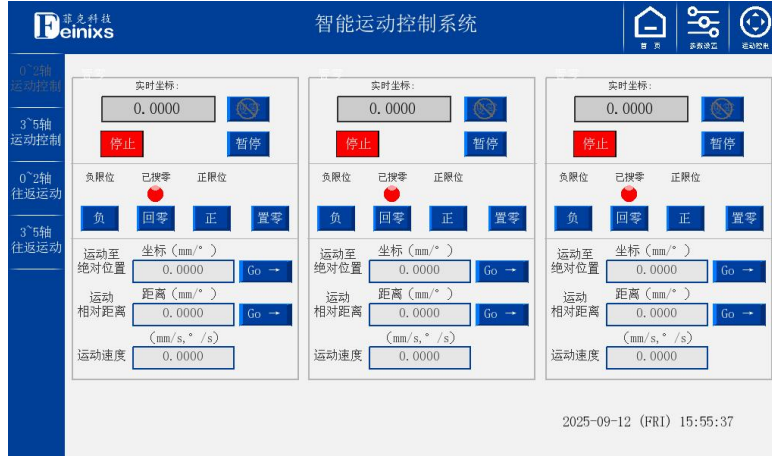 菲克科技
Feinixs
智能运动控制系统
首 页
参数设置
运动控制
0~2轴
运动控制
3~5轴
运动控制
0~2轴
往返运动
3~5轴
往返运动
实时坐标:
0.0000
停止
暂停
负限位 已搜零 正限位
负 回零 正 置零
坐标（mm/° ）
运动至
绝对位置 0.0000 Go →
距离（mm/° ）
运动
相对距离 0.0000 Go →
(mm/s,° /s)
运动速度 0.0000
实时坐标:
0.0000
停止
暂停
负限位 已搜零 正限位
负 回零 正 置零
坐标（mm/° ）
运动至
绝对位置 0.0000 Go →
距离（mm/° ）
运动
相对距离 0.0000 Go →
(mm/s,° /s)
运动速度 0.0000
实时坐标:
0.0000
停止
暂停
负限位 已搜零 正限位
负 回零 正 置零
坐标（mm/° ）
运动至
绝对位置 0.0000 Go →
距离（mm/° ）
运动
相对距离 0.0000 Go →
(mm/s,° /s)
运动速度 0.0000
2025-09-12 (FRI) 15:55:37